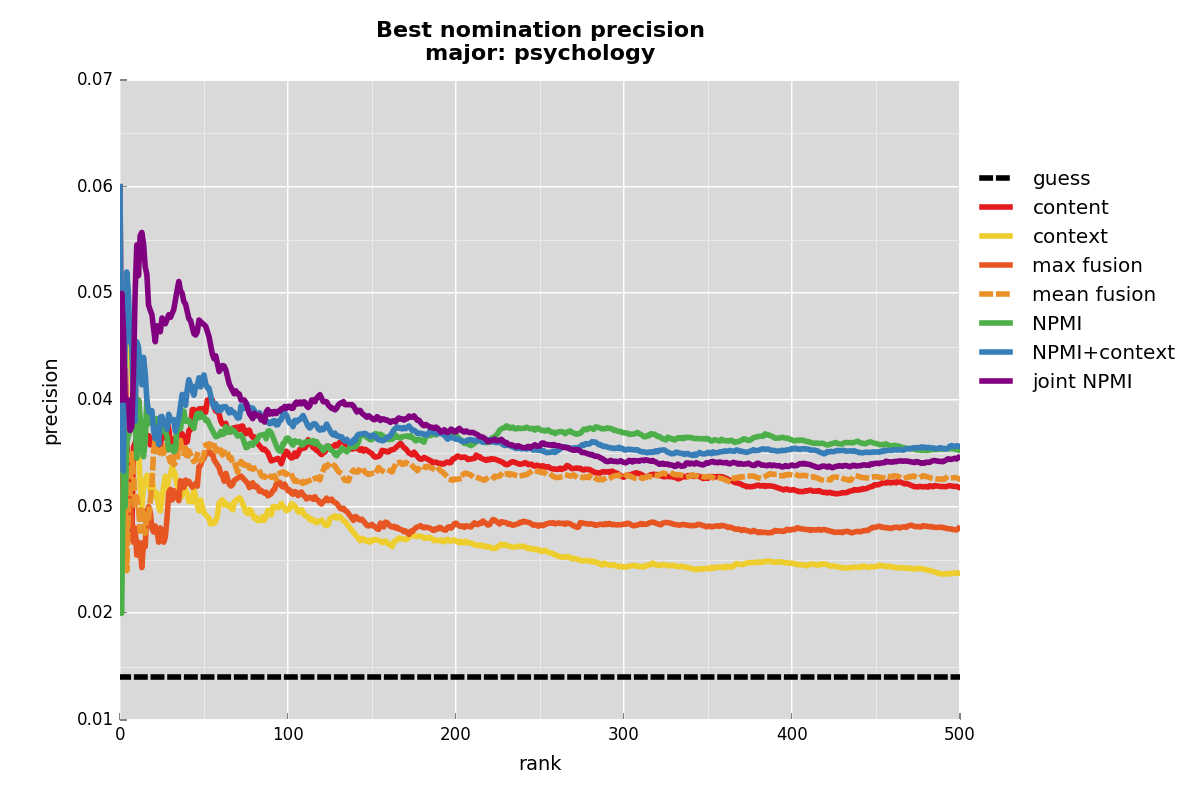 Best nomination precision
major: psychology
0.07
0.06
0.05
0.04
0.03
0.02
0.01
precision
0 100 200 300 400 500
rank
guess
content
context
max fusion
mean fusion
NPMI
NPMI+context
joint NPMI